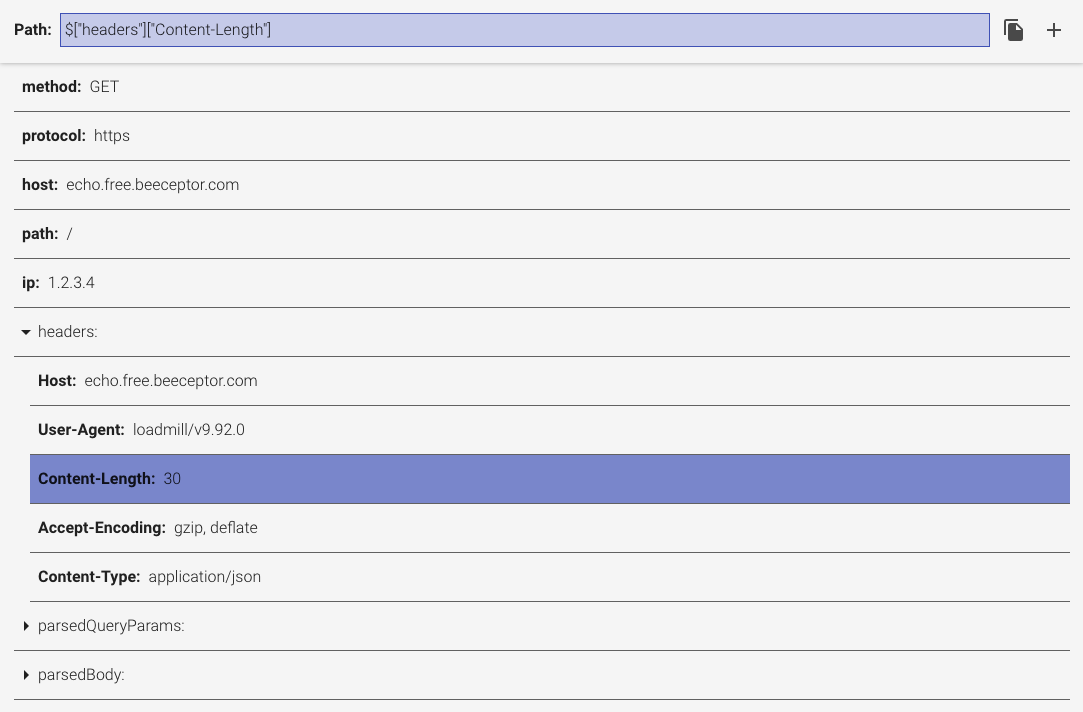 Path: $["headers"]["Content-Length"]
method: GET
protocol: https
host: echo.free.beeceptor.com
path: /
ip: 1.2.3.4
headers:
Host: echo.free.beeceptor.com
User-Agent: loadmill/v9.92.0
Content-Length: 30
Accept-Encoding: gzip, deflate
Content-Type: application/json
parsedQueryParams:
parsedBody: